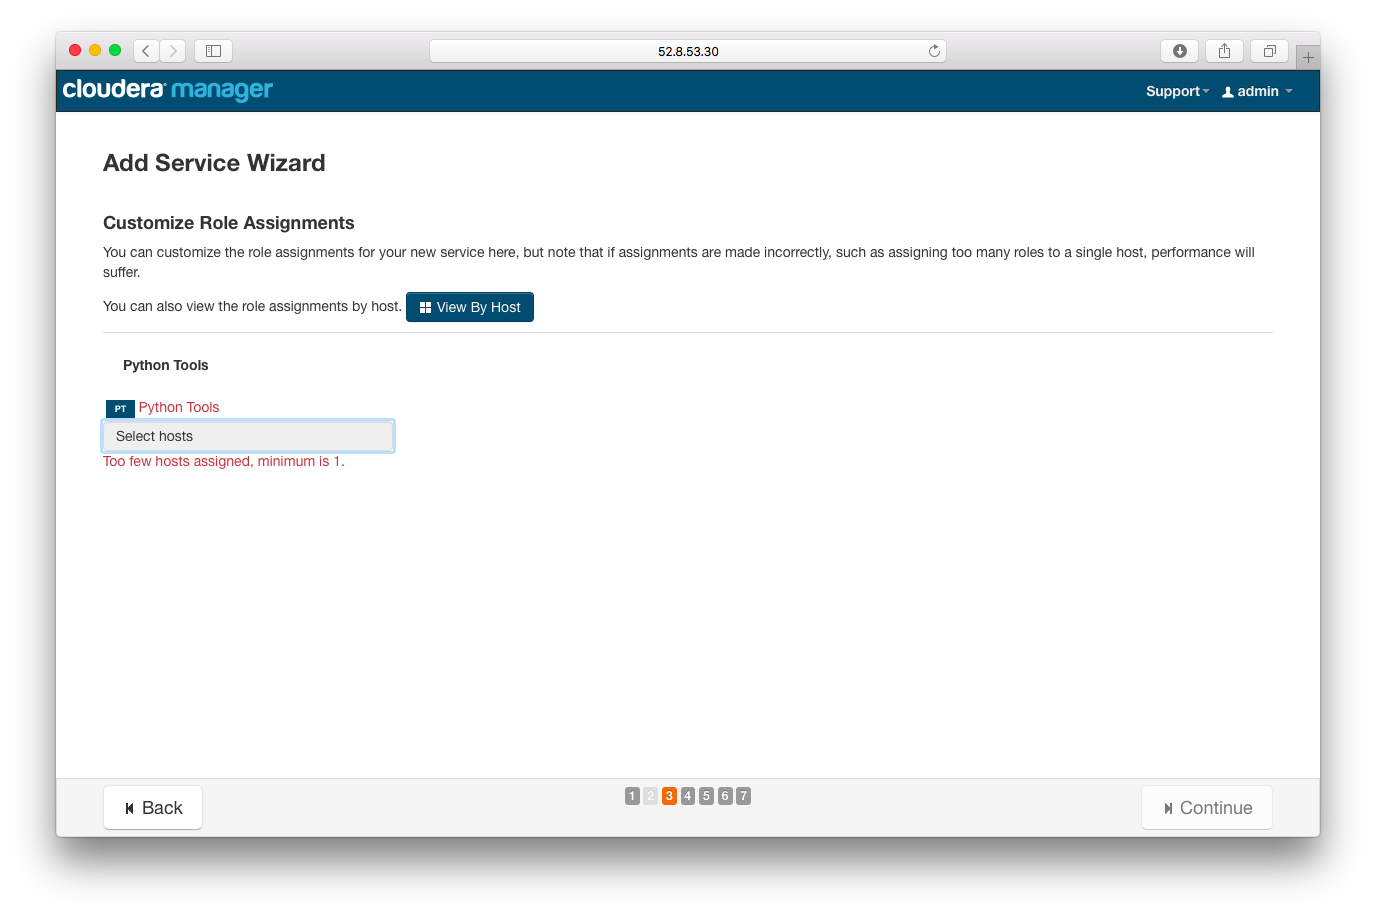 52.8.53.30
cloudera manager
Support
admin
Add Service Wizard
Customize Role Assignments
You can customize the role assignments for your new service here, but note that if assignments are made incorrectly, such as assigning too many roles to a single host, performance will
suffer.
You can also view the role assignments by host. View By Host
Python Tools
PT Python Tools
Select hosts
Too few hosts assigned, minimum is 1.
Back
1 2 3 4 5 6 7
Continue